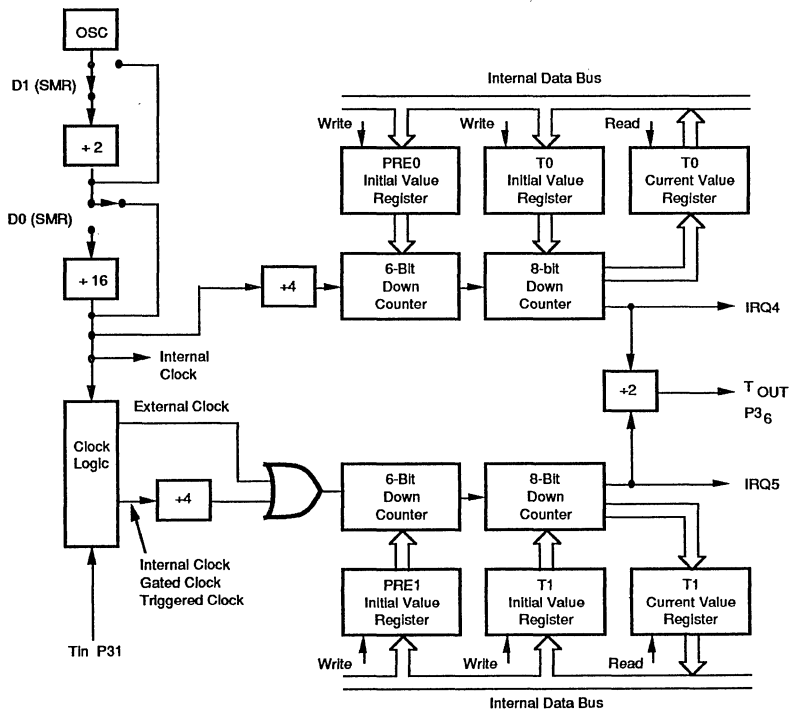 OSC
D1 (SMR)
÷ 2
D0 (SMR)
÷ 16
Internal
Clock
External Clock
Clock
Logic
÷4
Internal Clock
Gated Clock
Triggered Clock
Tin P31
Internal Data Bus
Write
Write
Read
PRE0
Initial Value
Register
T0
Initial Value
Register
T0
Current Value
Register
÷4
6-Bit
Down
Counter
8-bit
Down
Counter
IRQ4
÷2
T OUT
P3 6
6-Bit
Down
Counter
8-Bit
Down
Counter
IRQ5
PRE1
Initial Value
Register
T1
Initial Value
Register
T1
Current Value
Register
Write
Write
Read
Internal Data Bus